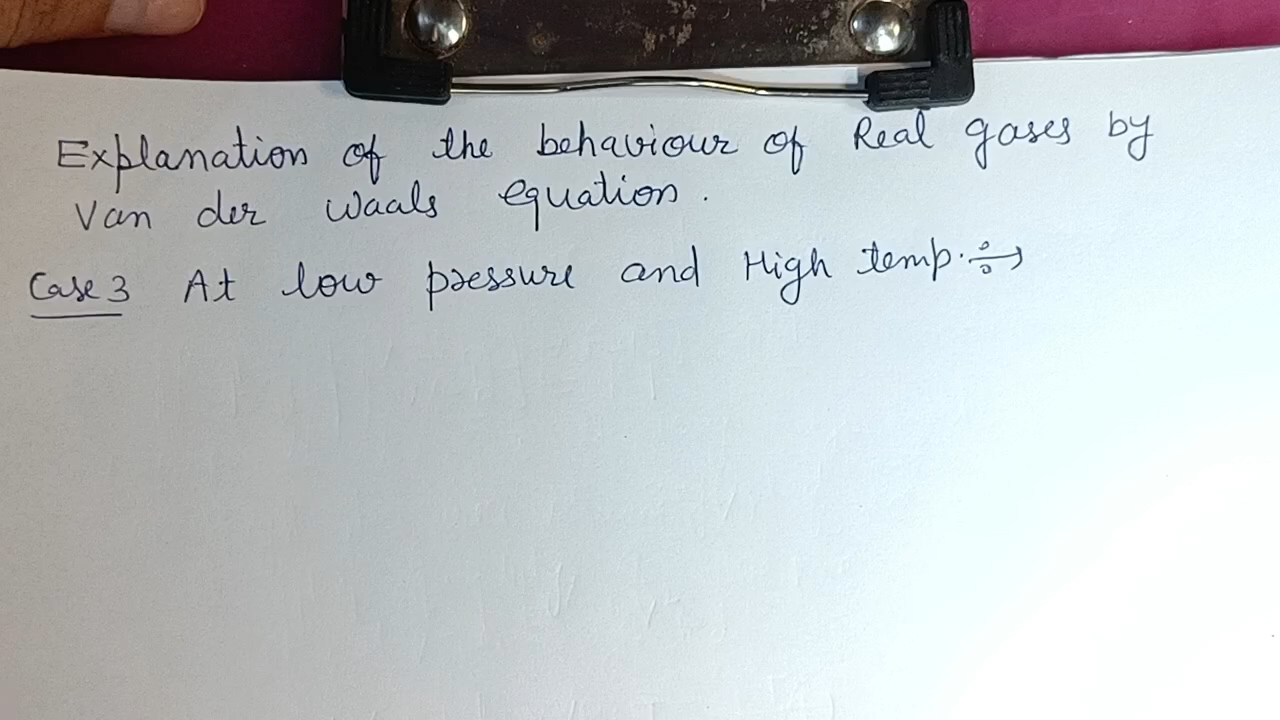 Explanation of the behaviour of Real gases by
Van der Waals equation.
Case 3 At low pressure and High temp. ÷→